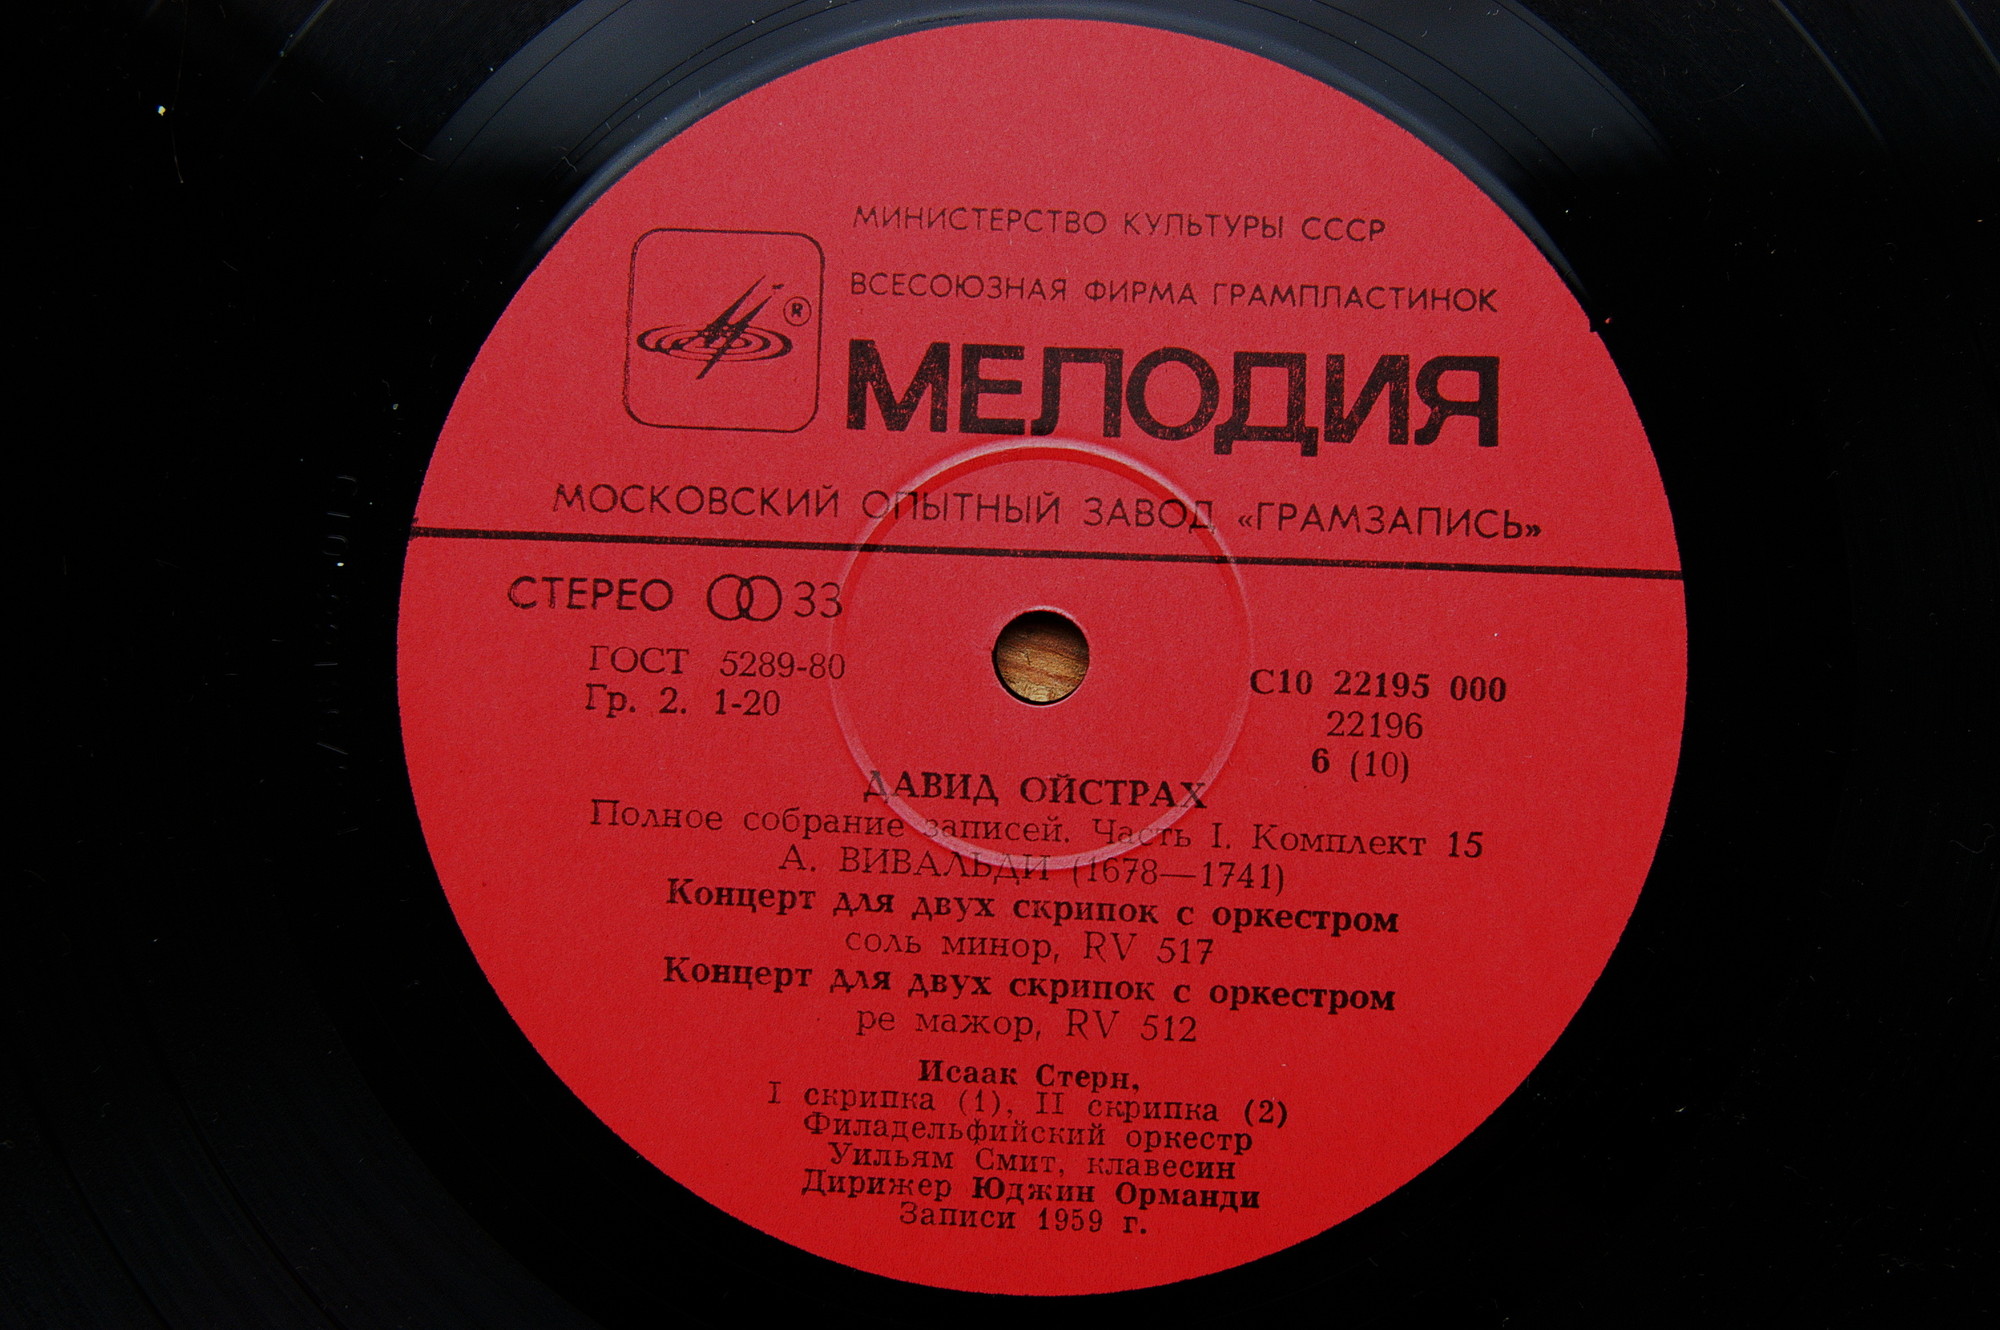 МИНИСТЕРСТВО КУЛЬТУРЫ СССР
ВСЕСОЮЗНАЯ ФИРМА ГРАМПЛАСТИНОК
®
МЕЛОДИЯ
МОСКОВСКИЙ ОПЫТНЫЙ ЗАВОД «ГРАМЗАПИСЬ»
СТЕРЕО 33
ГОСТ 5289-80
Гр. 2. 1-20
С10 22195 000
22196
6 (10)
ДАВИД ОЙСТРАХ
Полное собрание записей. Часть I. Комплект 15
А. ВИВАЛЬДИ (1678—1741)
Концерт для двух скрипок с оркестром
соль минор, RV 517
Концерт для двух скрипок с оркестром
ре мажор, RV 512
Исаак Стерн,
I скрипка (1), II скрипка (2)
Филадельфийский оркестр
Уильям Смит, клавесин
Дирижер Юджин Орманди
Записи 1959 г.